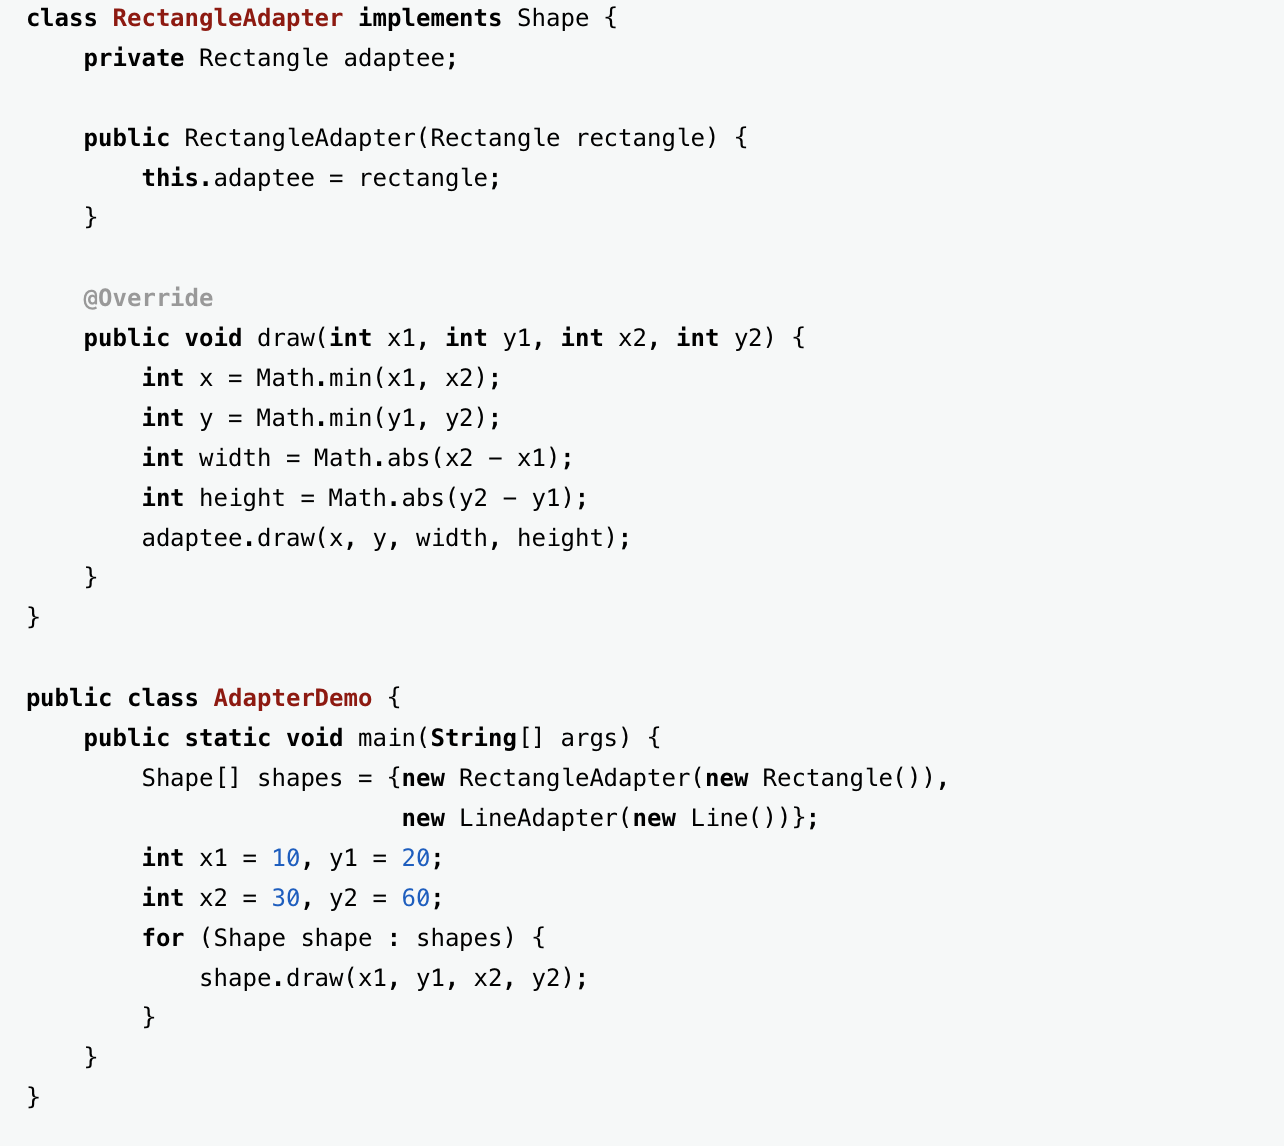 class RectangleAdapter implements Shape {
    private Rectangle adaptee;

    public RectangleAdapter(Rectangle rectangle) {
        this.adaptee = rectangle;
    }

    @Override
    public void draw(int x1, int y1, int x2, int y2) {
        int x = Math.min(x1, x2);
        int y = Math.min(y1, y2);
        int width = Math.abs(x2 − x1);
        int height = Math.abs(y2 − y1);
        adaptee.draw(x, y, width, height);
    }
}

public class AdapterDemo {
    public static void main(String[] args) {
        Shape[] shapes = {new RectangleAdapter(new Rectangle()),
                          new LineAdapter(new Line())};
        int x1 = 10, y1 = 20;
        int x2 = 30, y2 = 60;
        for (Shape shape : shapes) {
            shape.draw(x1, y1, x2, y2);
        }
    }
}